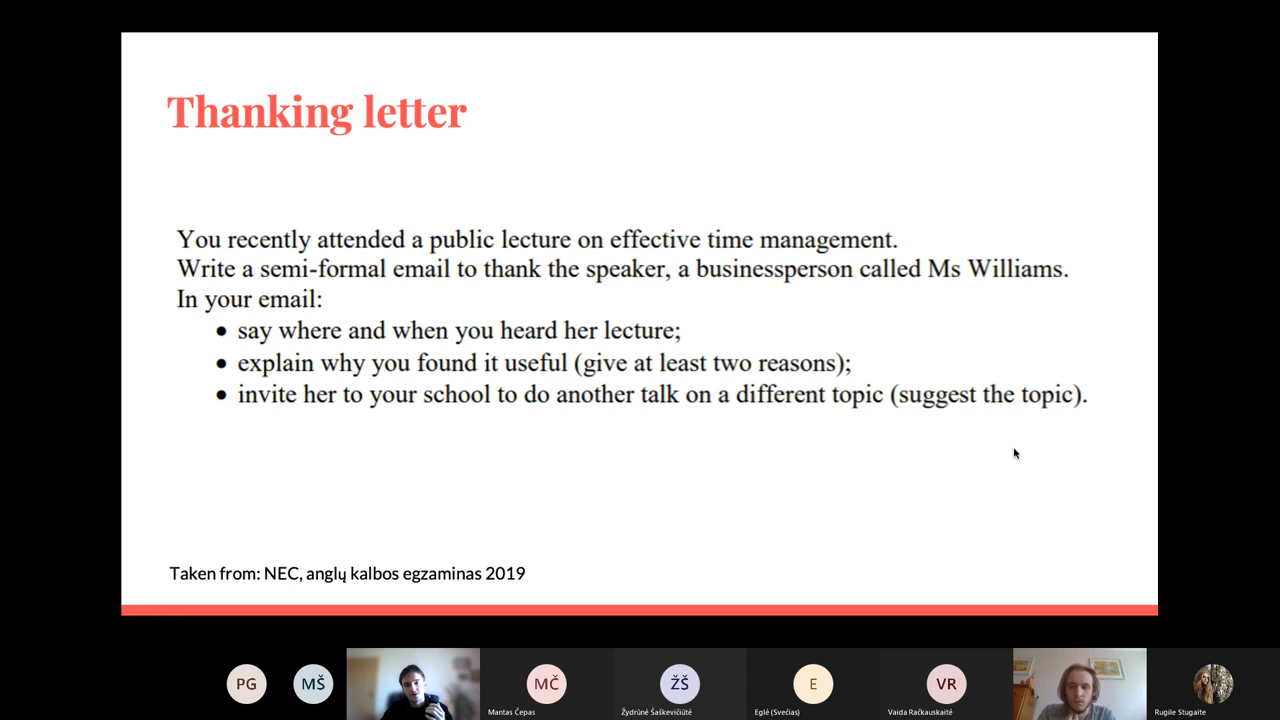 Thanking letter
You recently attended a public lecture on effective time management.
Write a semi-formal email to thank the speaker, a businessperson called Ms Williams.
In your email:
• say where and when you heard her lecture;
• explain why you found it useful (give at least two reasons);
• invite her to your school to do another talk on a different topic (suggest the topic).
Taken from: NEC, anglų kalbos egzaminas 2019
PG
MŠ
MČ
ŽŠ
E
VR
Mantas Čepas
Žydrūnė Šaškevičiūtė
Eglė (Svečias)
Vaida Račkauskaitė
Rugile Stugaite